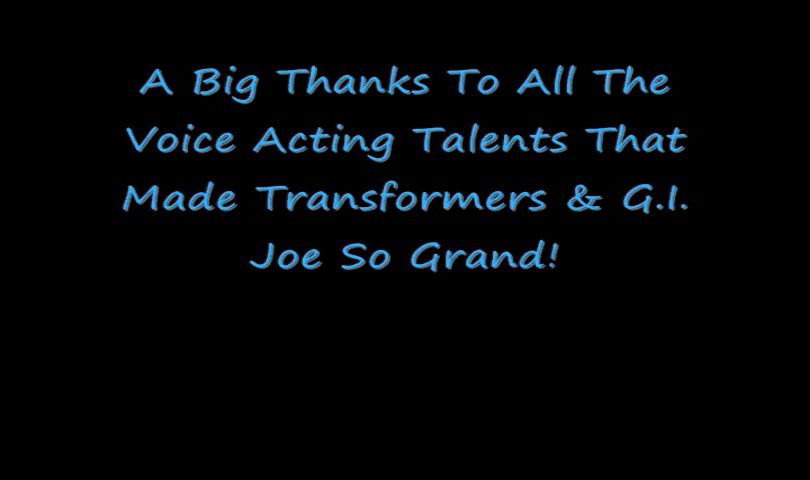 A Big Thanks To All The
Voice Acting Talents That
Made Transformers & G.I.
Joe So Grand!